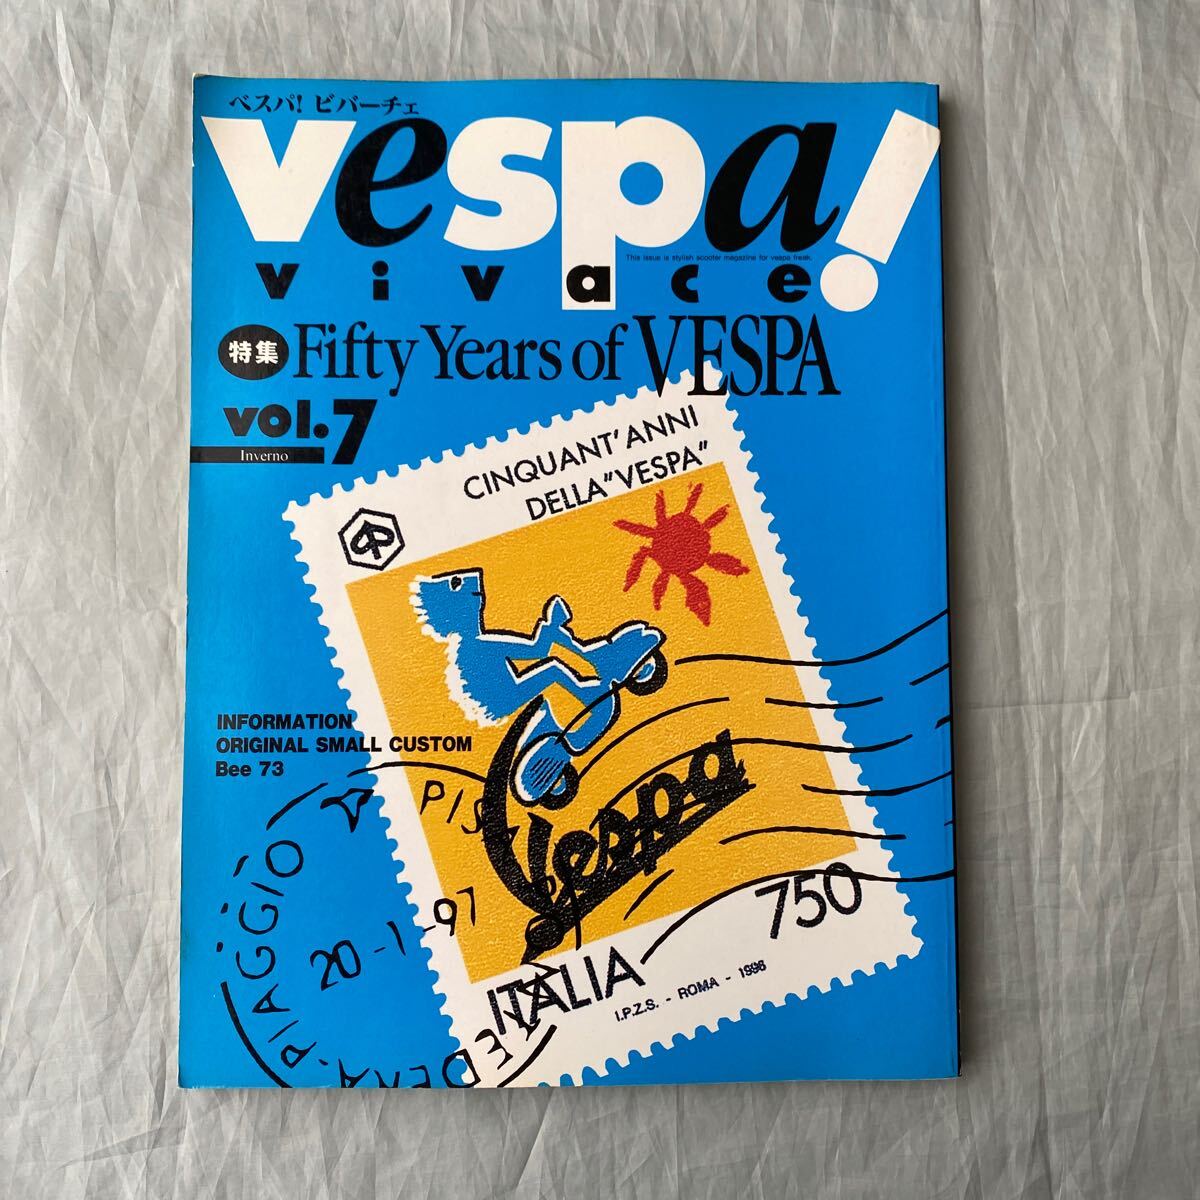 ベスパ! ビバーチェ
vespa!
This issue is stylish scooter magazine for vespa freak.
vivace
特集 Fifty Years of VESPA
vol.7
Inverno
CINQUANT'ANNI
DELLA "VESPA"
INFORMATION
ORIGINAL SMALL CUSTOM
Bee 73
Vespa
750
ITALIA
I.P.Z.S. - ROMA - 1996
PIAGGIO
20-1-97